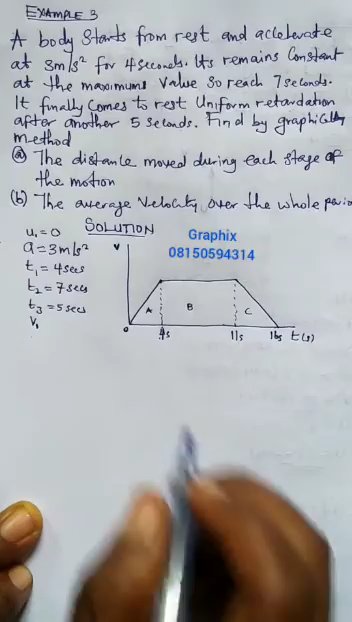 EXAMPLE 3
A body starts from rest and accelerate
at 3m/s² for 4seconds. Its remains Constant
at the maximums Value so reach 7seconds.
It finally Comes to rest Uniform retardation
after another 5 Seconds. Find by graphically
method
(a) The distance moved during each stage of
the motion
(b) The average Velocity over the whole
SOLUTION
u₁=0
a=3m/s²
t₁=4secs
t₂=7secs
t₃=5secs
V₁
Graphix
08150594314
V
A
B
C
0
4s
11s
16s
t(s)